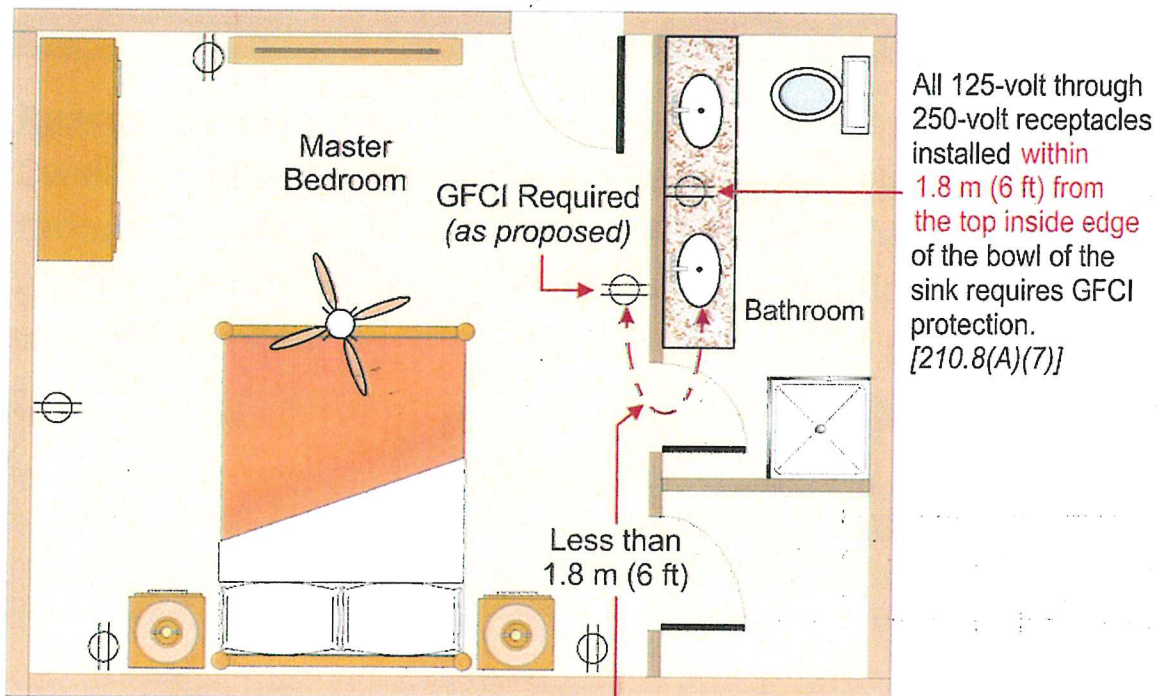 Master
Bedroom
GFCI Required
(as proposed)
Bathroom
Less than
1.8 m (6 ft)
All 125-volt through
250-volt receptacles
installed within
1.8 m (6 ft) from
the top inside edge
of the bowl of the
sink requires GFCI
protection.
[210.8(A)(7)]